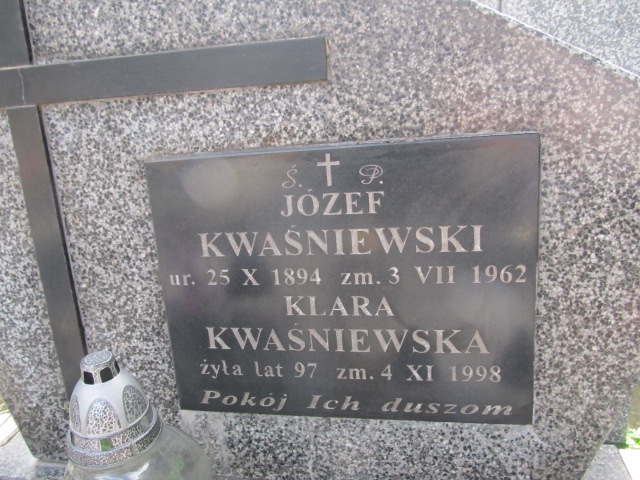 Ś. † P.
JÓZEF
KWAŚNIEWSKI
ur. 25 X 1894 zm. 3 VII 1962
KLARA
KWAŚNIEWSKA
żyła lat 97 zm. 4 XI 1998
Pokój Ich duszom